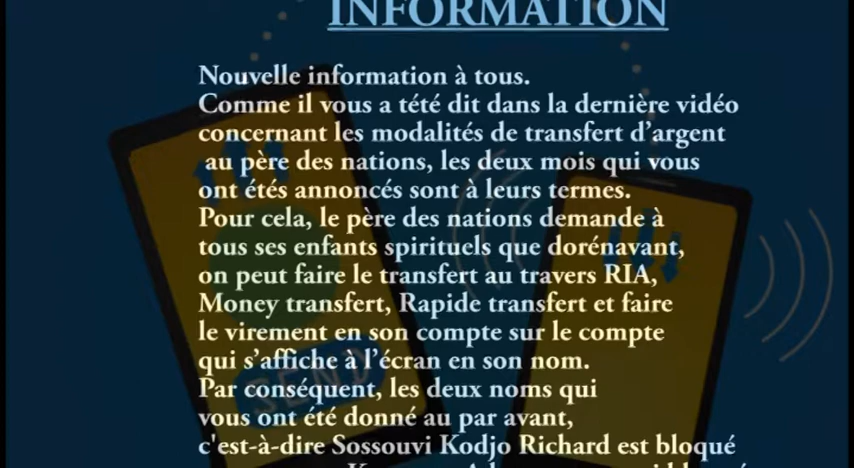 INFORMATION
Nouvelle information à tous.
Comme il vous a tété dit dans la dernière vidéo
concernant les modalités de transfert d’argent
au père des nations, les deux mois qui vous
ont étés annoncés sont à leurs termes.
Pour cela, le père des nations demande à
tous ses enfants spirituels que dorénavant,
on peut faire le transfert au travers RIA,
Money transfert, Rapide transfert et faire
le virement en son compte sur le compte
qui s’affiche à l’écran en son nom.
Par conséquent, les deux noms qui
vous ont été donné au par avant,
c'est-à-dire Sossouvi Kodjo Richard est bloqué
SEND